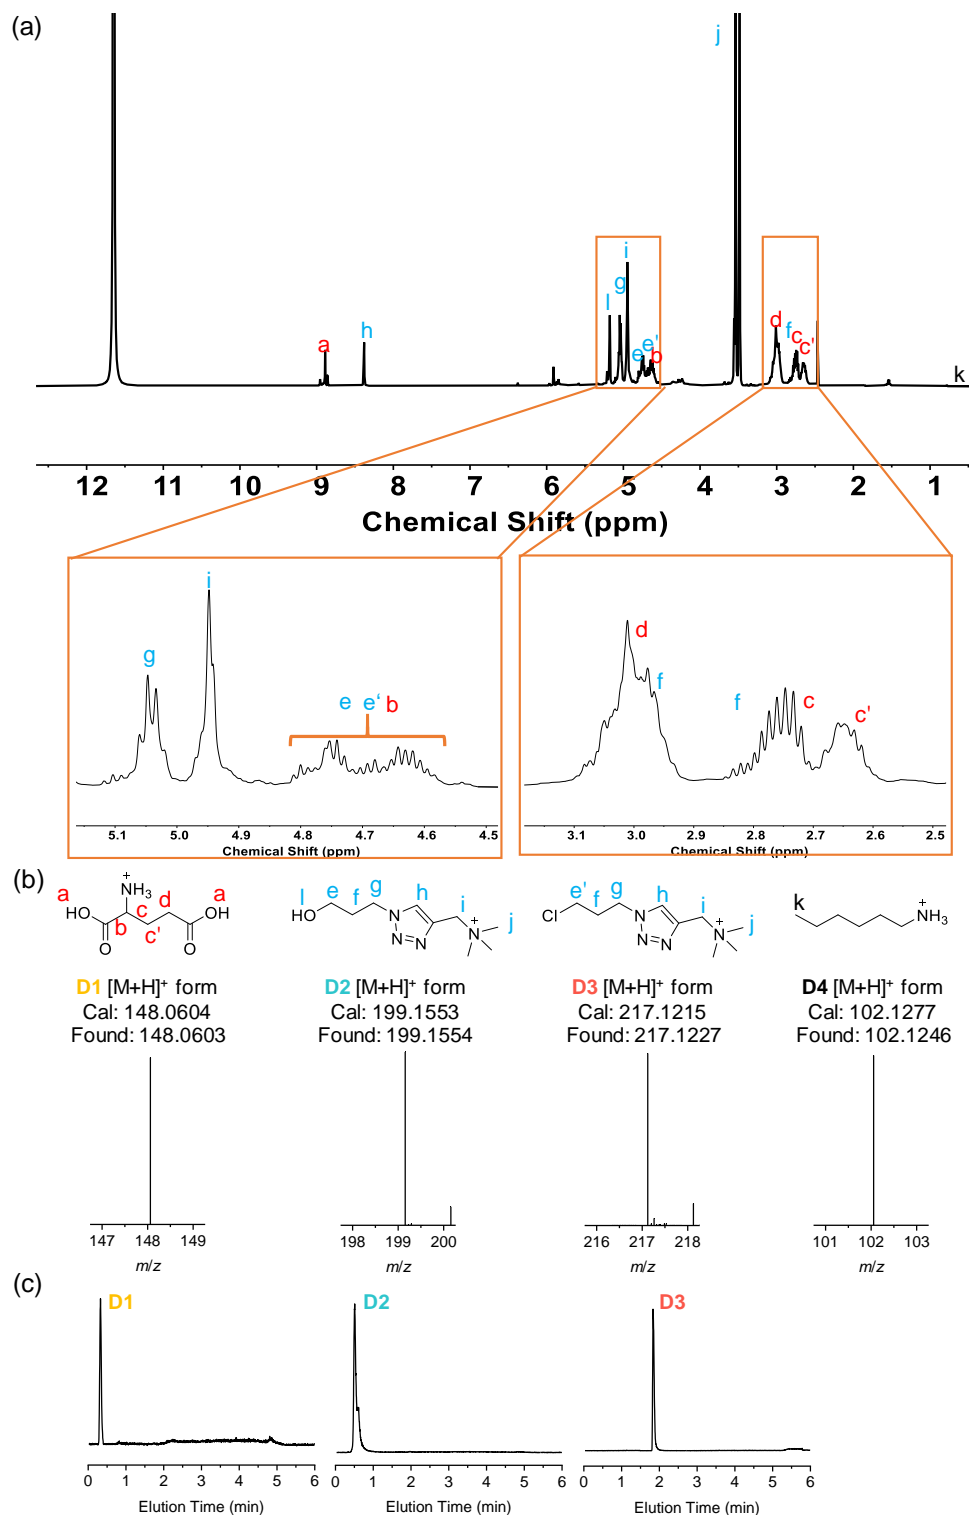 (a)
j
i
g
l
h
a
e
e'
b
d
f
c
c'
k
12 11 10 9 8 7 6 5 4 3 2 1
Chemical Shift (ppm)
i
g
e e' b
5.1 5.0 4.9 4.8 4.7 4.6 4.5
Chemical Shift (ppm)
d
f
f
c
c'
3.1 3.0 2.9 2.8 2.7 2.6 2.5
Chemical Shift (ppm)
(b)
a + NH3 d a
HO c OH
b c'
O O
l e f g h i j
HO N N N N +
e' f g h i j
Cl N N N N +
k
+ NH3
D1 [M+H]+ form
Cal: 148.0604
Found: 148.0603
D2 [M+H]+ form
Cal: 199.1553
Found: 199.1554
D3 [M+H]+ form
Cal: 217.1215
Found: 217.1227
D4 [M+H]+ form
Cal: 102.1277
Found: 102.1246
147 148 149
m/z
198 199 200
m/z
216 217 218
m/z
101 102 103
m/z
(c)
D1
0 1 2 3 4 5 6
Elution Time (min)
D2
0 1 2 3 4 5 6
Elution Time (min)
D3
0 1 2 3 4 5 6
Elution Time (min)